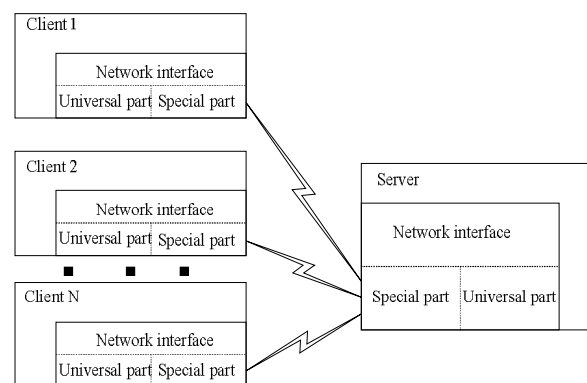 Client 1
Network interface
Universal part Special part
Client 2
Network interface
Universal part Special part
Client N
Network interface
Universal part Special part
Server
Network interface
Special part Universal part